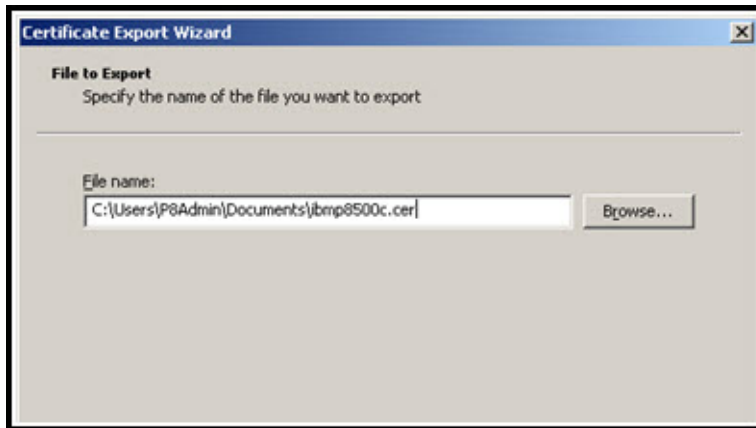 Certificate Export Wizard
File to Export
Specify the name of the file you want to export
File name:
C:\Users\P8Admin\Documents\ibmp8500c.cer
Browse...